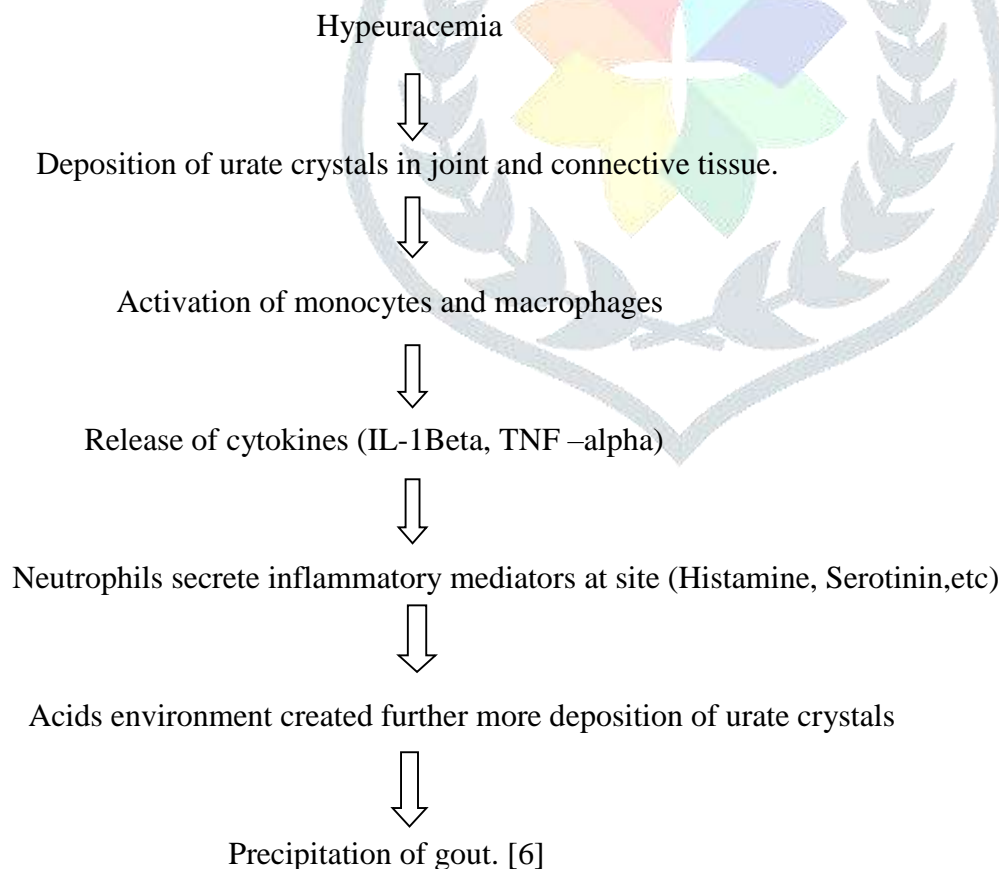 Hypeuracemia
Deposition of urate crystals in joint and connective tissue.
Activation of monocytes and macrophages
Release of cytokines (IL-1Beta, TNF –alpha)
Neutrophils secrete inflammatory mediators at site (Histamine, Serotinin,etc)
Acids environment created further more deposition of urate crystals
Precipitation of gout. [6]